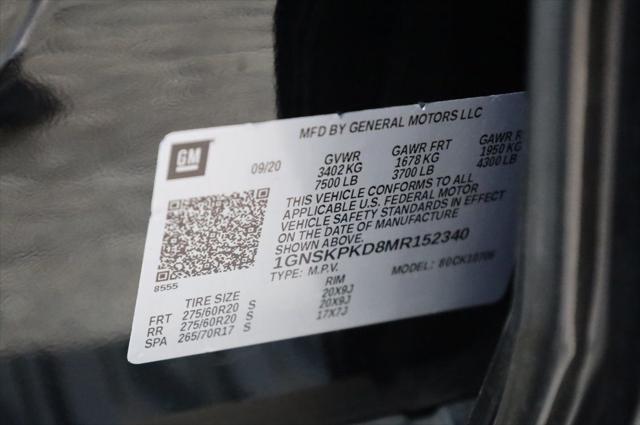 MFD BY GENERAL MOTORS LLC
GM
09/20
GVWR GAWR FRT GAWR R
3402 KG 1678 KG 1950 KG
7500 LB 3700 LB 4300 LB
THIS VEHICLE CONFORMS TO ALL
APPLICABLE U.S. FEDERAL MOTOR
VEHICLE SAFETY STANDARDS IN EFFECT
ON THE DATE OF MANUFACTURE
SHOWN ABOVE.
1GNSKPKD8MR152340
TYPE: M.P.V. MODEL:
8555
TIRE SIZE RIM
FRT 275/60R20 S 20X9J
RR 275/60R20 S 20X9J
SPA 265/70R17 S 17X7J